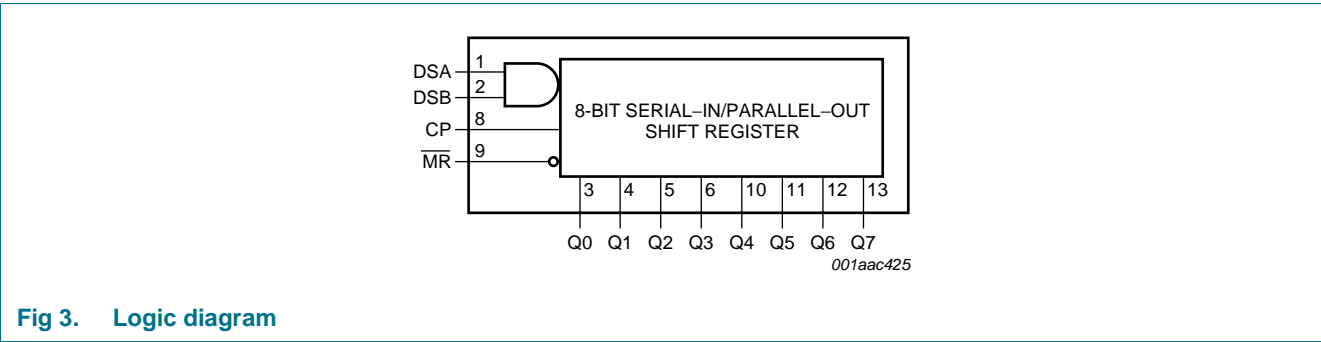 DSA 1
DSB 2
CP 8
MR 9
8-BIT SERIAL–IN/PARALLEL–OUT
SHIFT REGISTER
3 4 5 6 10 11 12 13
Q0 Q1 Q2 Q3 Q4 Q5 Q6 Q7
001aac425
Fig 3. Logic diagram